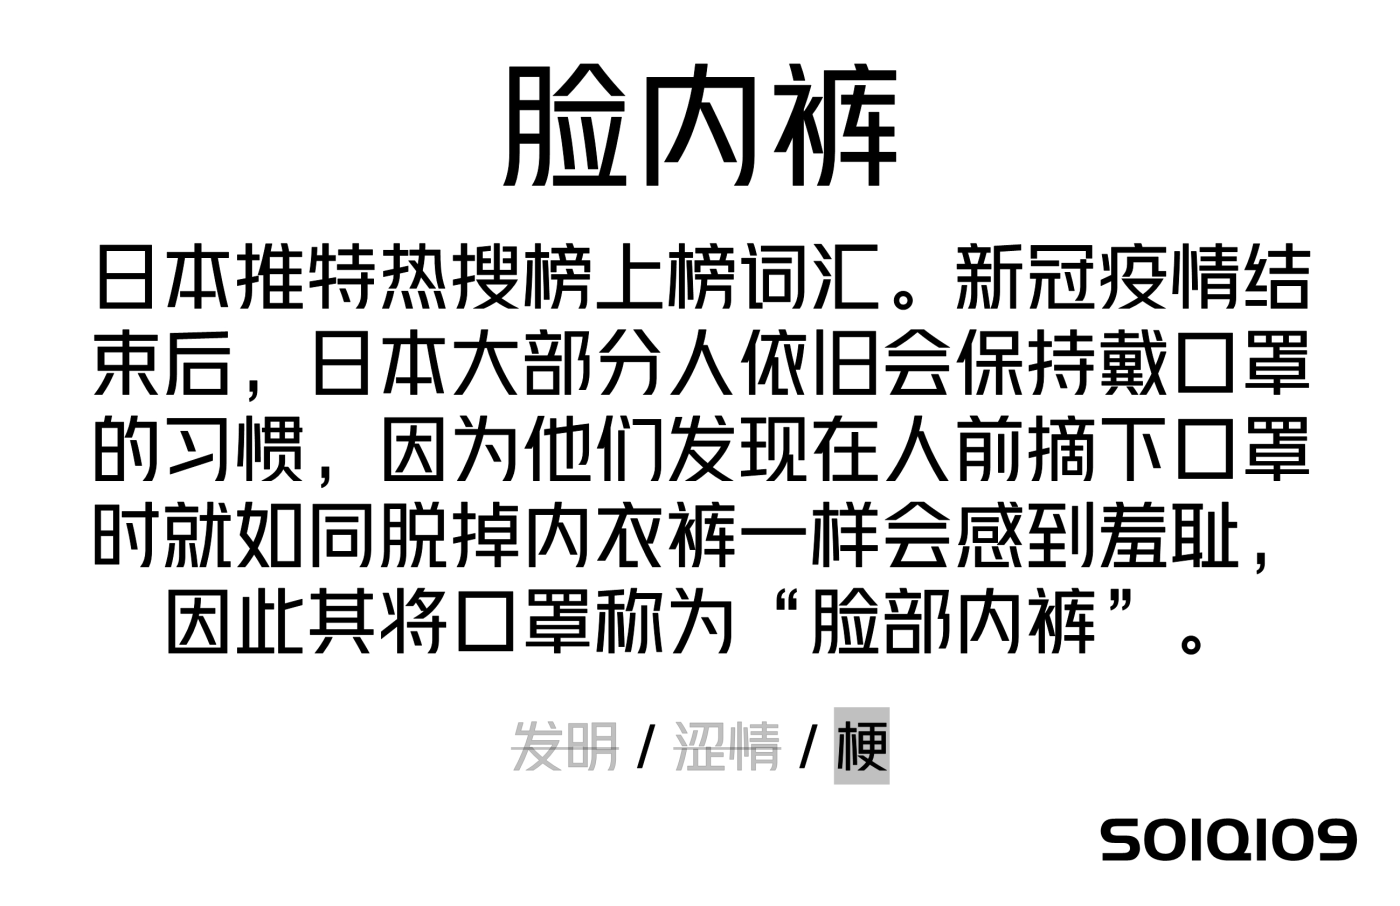 脸内裤
日本推特热搜榜上榜词汇。新冠疫情结
束后，日本大部分人依旧会保持戴口罩
的习惯，因为他们发现在人前摘下口罩
时就如同脱掉内衣裤一样会感到羞耻，
因此其将口罩称为“脸部内裤”。
发明 / 涩情 / 梗
SOIQIO9